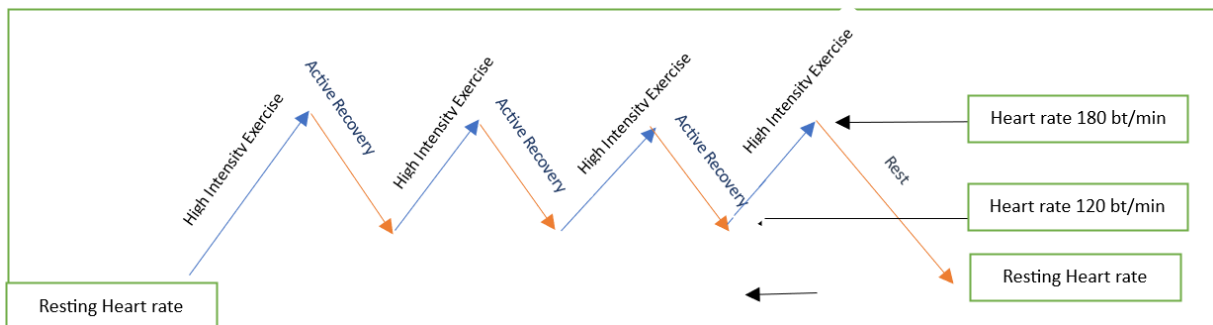 High Intensity Exercise
Active Recovery
High Intensity Exercise
Active Recovery
High Intensity Exercise
Active Recovery
High Intensity Exercise
Rest
Heart rate 180 bt/min
Heart rate 120 bt/min
Resting Heart rate
Resting Heart rate